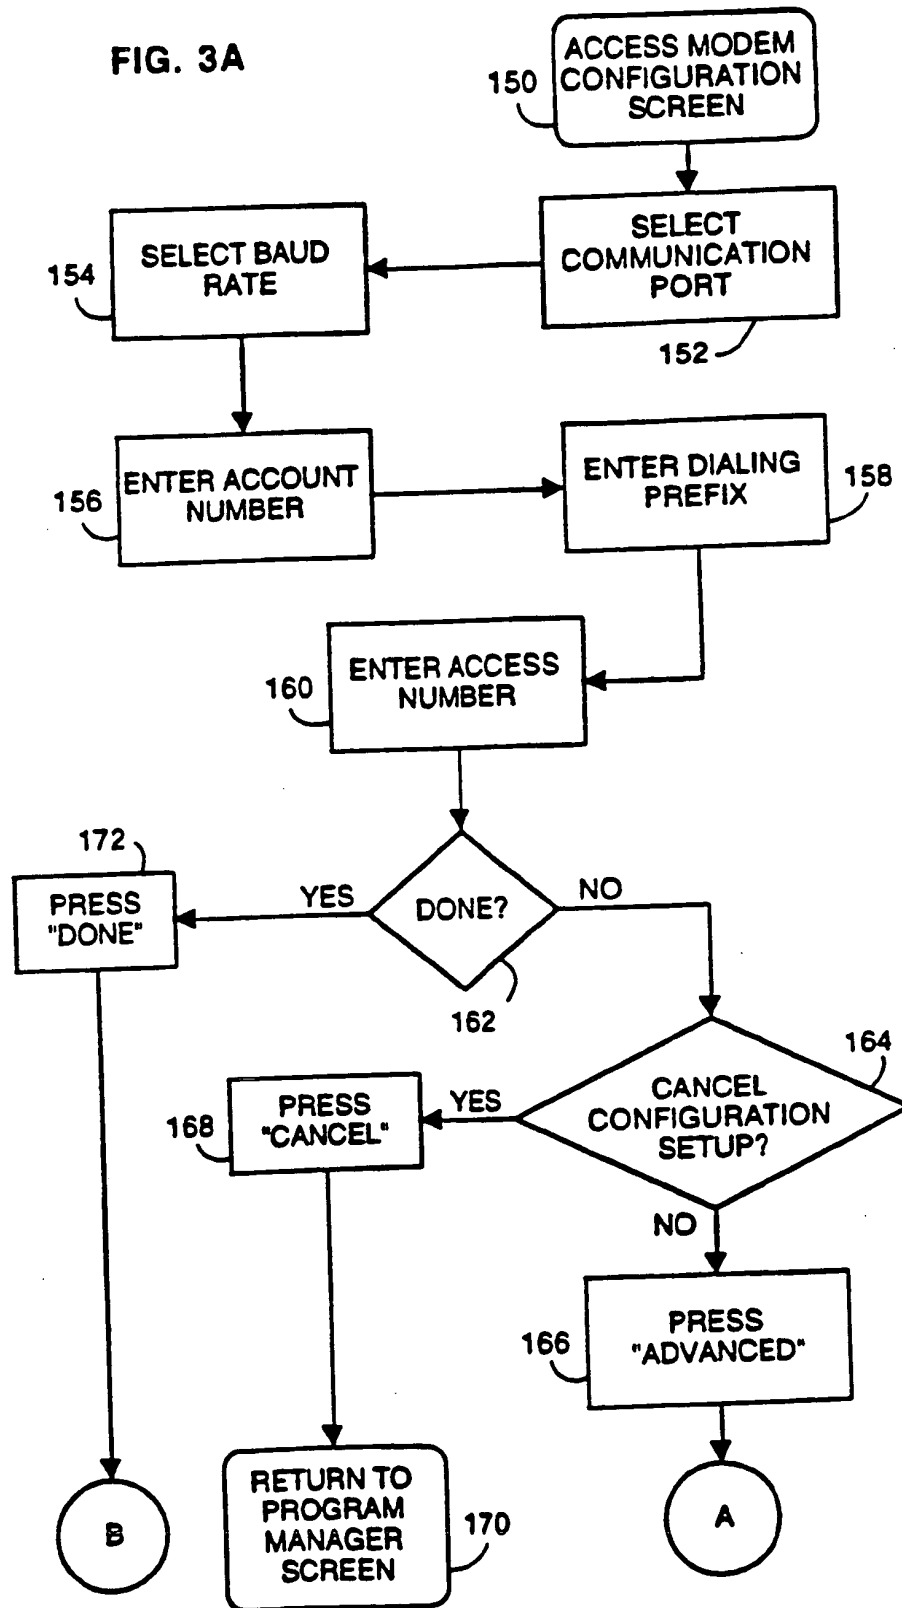 FIG. 3A
ACCESS MODEM
CONFIGURATION
SCREEN
150
SELECT
COMMUNICATION
PORT
152
SELECT BAUD
RATE
154
ENTER ACCOUNT
NUMBER
156
ENTER DIALING
PREFIX
158
ENTER ACCESS
NUMBER
160
DONE?
162
YES
NO
172
PRESS
"DONE"
164
CANCEL
CONFIGURATION
SETUP?
YES
NO
PRESS
"CANCEL"
168
PRESS
"ADVANCED"
166
B
RETURN TO
PROGRAM
MANAGER
SCREEN
170
A